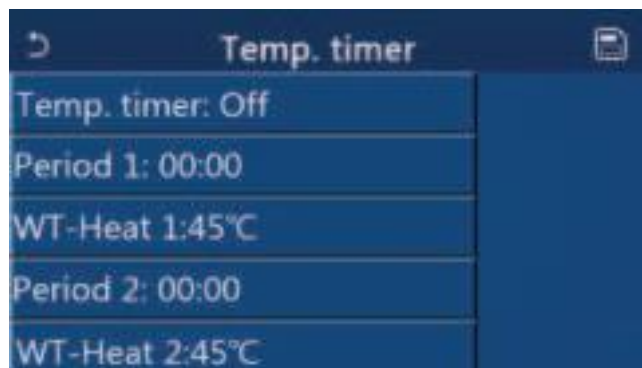 Temp. timer
Temp. timer: Off
Period 1: 00:00
WT-Heat 1:45℃
Period 2: 00:00
WT-Heat 2:45℃